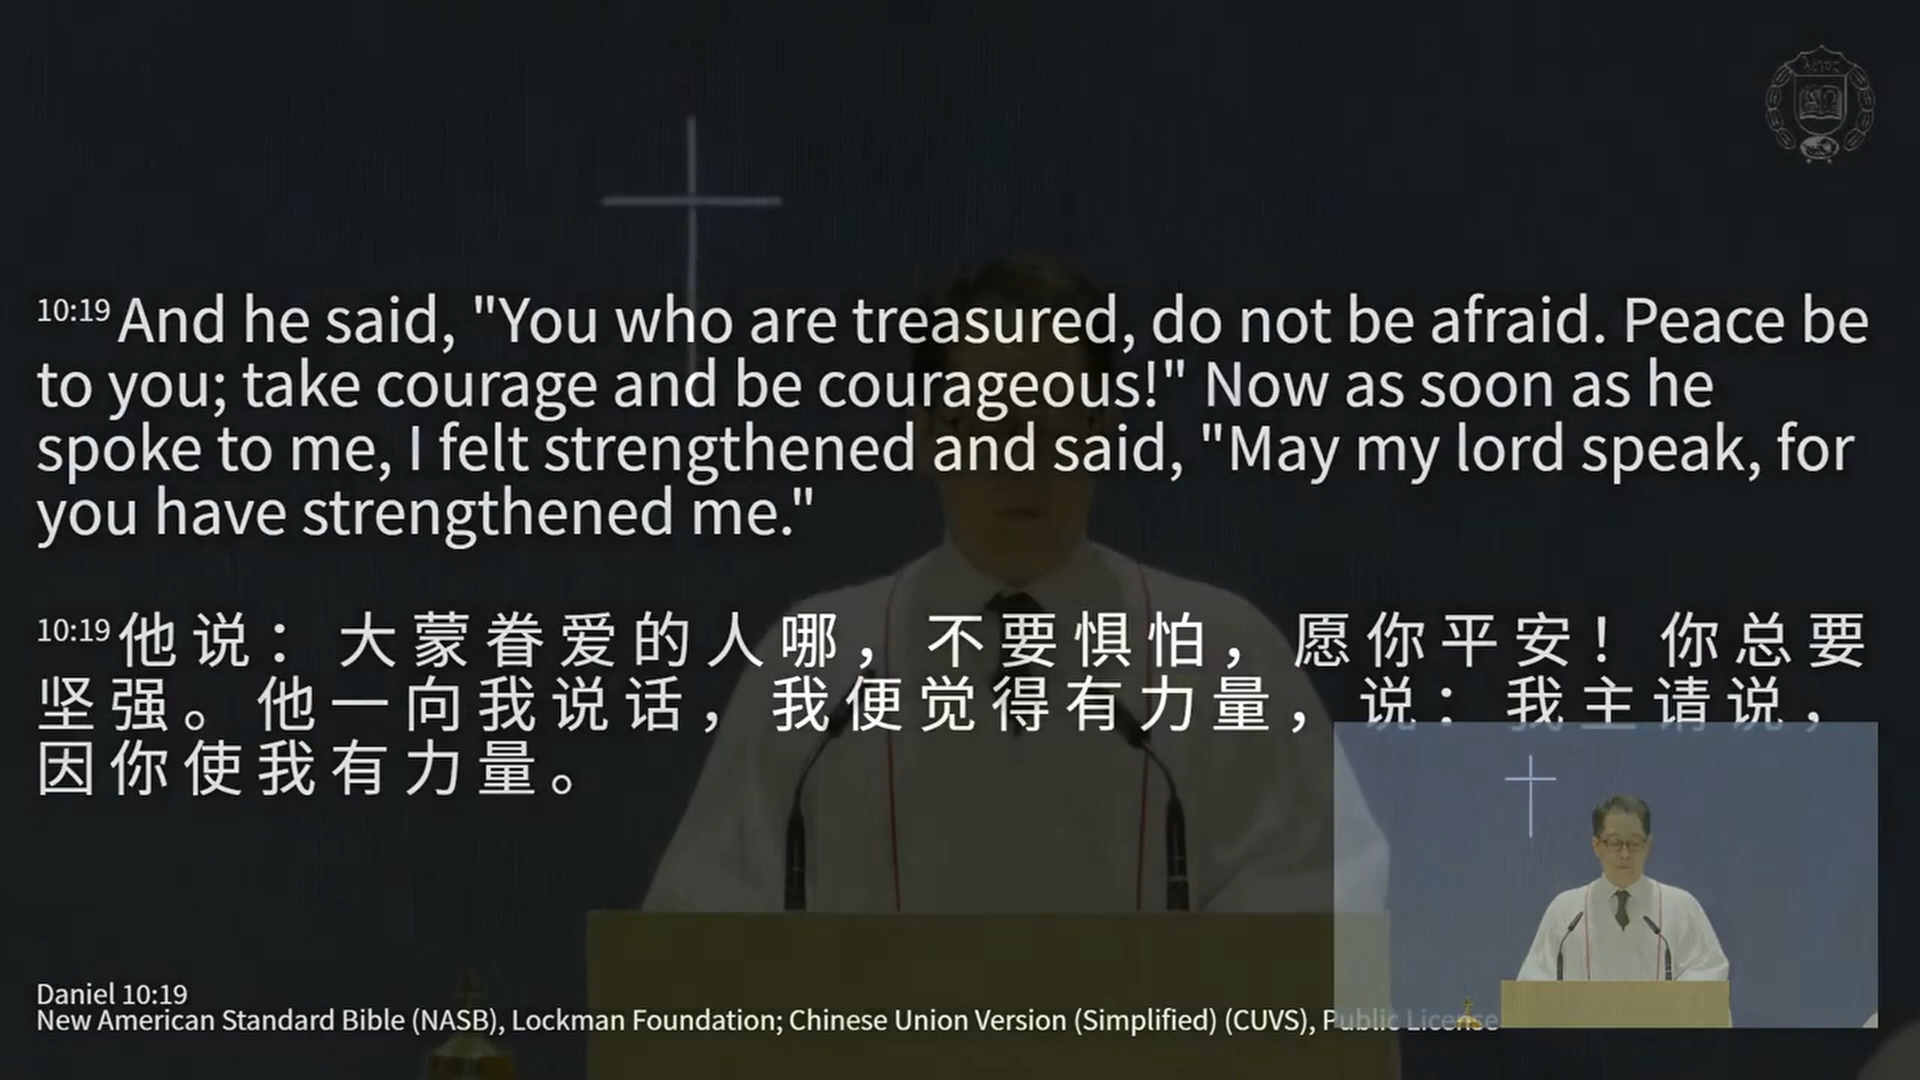 λόγος
10:19 And he said, "You who are treasured, do not be afraid. Peace be
to you; take courage and be courageous!" Now as soon as he
spoke to me, I felt strengthened and said, "May my lord speak, for
you have strengthened me."
10:19 他说：大蒙眷爱的人哪，不要惧怕，愿你平安！你总要
坚强。他一向我说话，我便觉得有力量，说：我主请说，
因你使我有力量。
Daniel 10:19
New American Standard Bible (NASB), Lockman Foundation; Chinese Union Version (Simplified) (CUVS), Public License